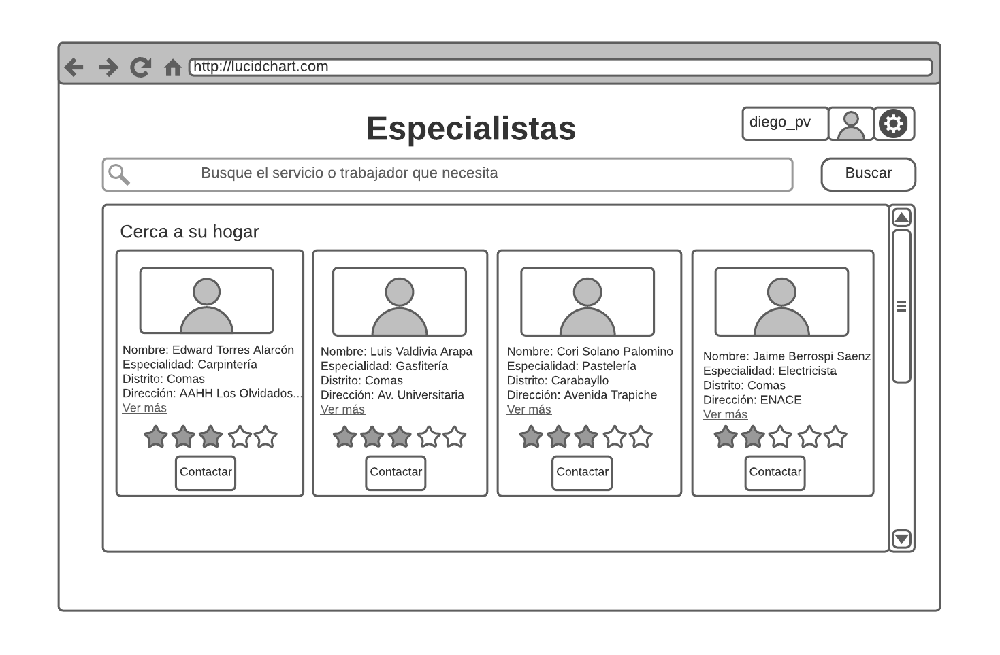 http://lucidchart.com
Especialistas
diego_pv
Busque el servicio o trabajador que necesita
Buscar
Cerca a su hogar
Nombre: Edward Torres Alarcón
Especialidad: Carpintería
Distrito: Comas
Dirección: AAHH Los Olvidados...
Ver más
Contactar
Nombre: Luis Valdivia Arapa
Especialidad: Gasfitería
Distrito: Comas
Dirección: Av. Universitaria
Ver más
Contactar
Nombre: Cori Solano Palomino
Especialidad: Pastelería
Distrito: Carabayllo
Dirección: Avenida Trapiche
Ver más
Contactar
Nombre: Jaime Berrospi Saenz
Especialidad: Electricista
Distrito: Comas
Dirección: ENACE
Ver más
Contactar